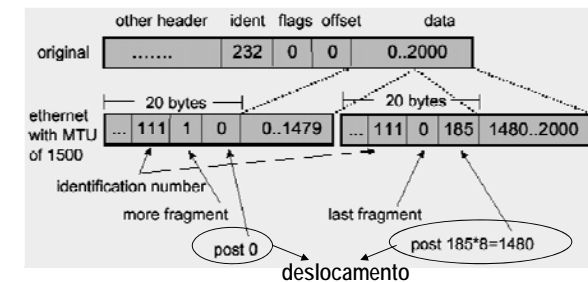 other header ident flags offset data
original ....... 232 0 0 0..2000
20 bytes 20 bytes
ethernet
with MTU
of 1500
... 111 1 0 0..1479 ... 111 0 185 1480..2000
identification number
more fragment last fragment
post 0 post 185*8=1480
deslocamento